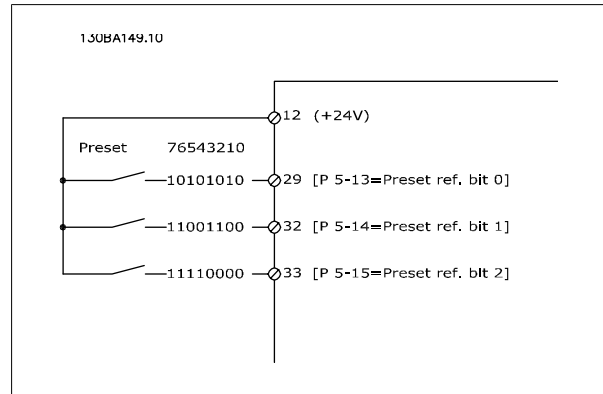 130BA149.10
12 (+24V)
Preset 76543210
10101010 29 [P 5-13=Preset ref. bit 0]
11001100 32 [P 5-14=Preset ref. bit 1]
11110000 33 [P 5-15=Preset ref. bit 2]